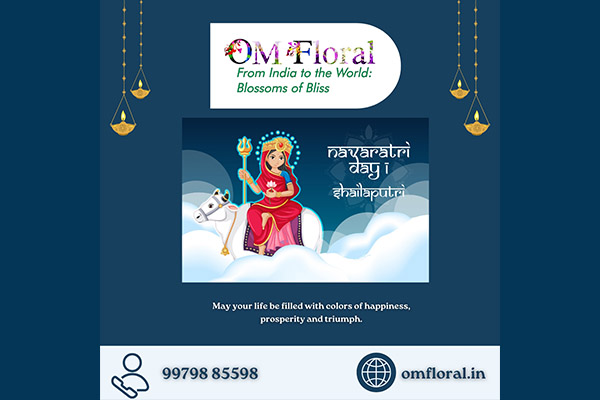 OM Floral
From India to the World:
Blossoms of Bliss
Navaratri
Day 1
Shailaputri
May your life be filled with colors of happiness,
prosperity and triumph.
99798 85598
omfloral.in